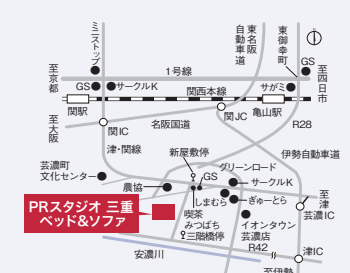 ミニストップ
東名阪
自動車道
東御幸町
GS
至京都
1号線
至四日市
GS
サークルK
関西本線
サガミ
関駅
亀山駅
至大阪
関IC
名阪国道
関JC
R28
津・関線
新屋敷停
グリーンロード
伊勢自動車道
芸濃町
文化センター
農協
GS
サークルK
PRスタジオ 三重
ベッド&ソファ
しまむら
ぎゅーとら
至津
芸濃IC
喫茶
みつばち
三階橋停
イオンタウン
芸濃店
安濃川
R42
津IC
至伊勢